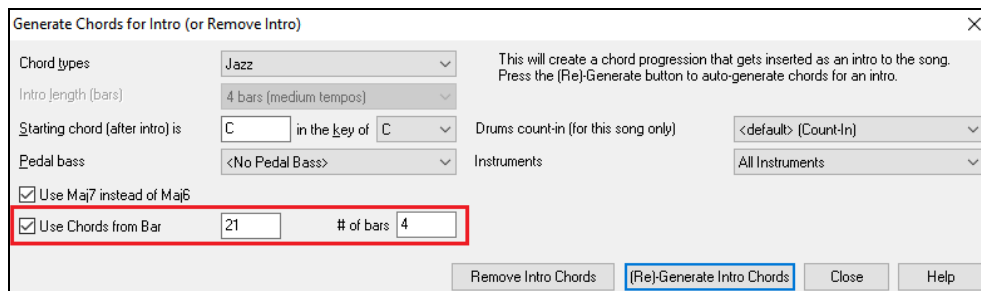 Generate Chords for Intro (or Remove Intro)
Chord types Jazz
This will create a chord progression that gets inserted as an intro to the song.
Press the (Re)-Generate button to auto-generate chords for an intro.
Intro length (bars) 4 bars (medium tempos)
Starting chord (after intro) is C in the key of C
Drums count-in (for this song only) <default> (Count-In)
Pedal bass <No Pedal Bass>
Instruments All Instruments
Use Maj7 instead of Maj6
Use Chords from Bar 21 # of bars 4
Remove Intro Chords (Re)-Generate Intro Chords Close Help